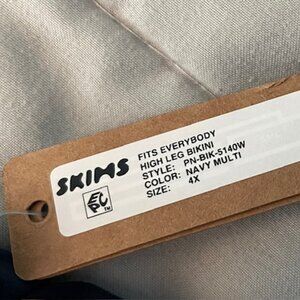 SKIMS
FITS EVERYBODY
HIGH LEG BIKINI
STYLE: PN-BIK-5140W
COLOR: NAVY MULTI
SIZE: 4X